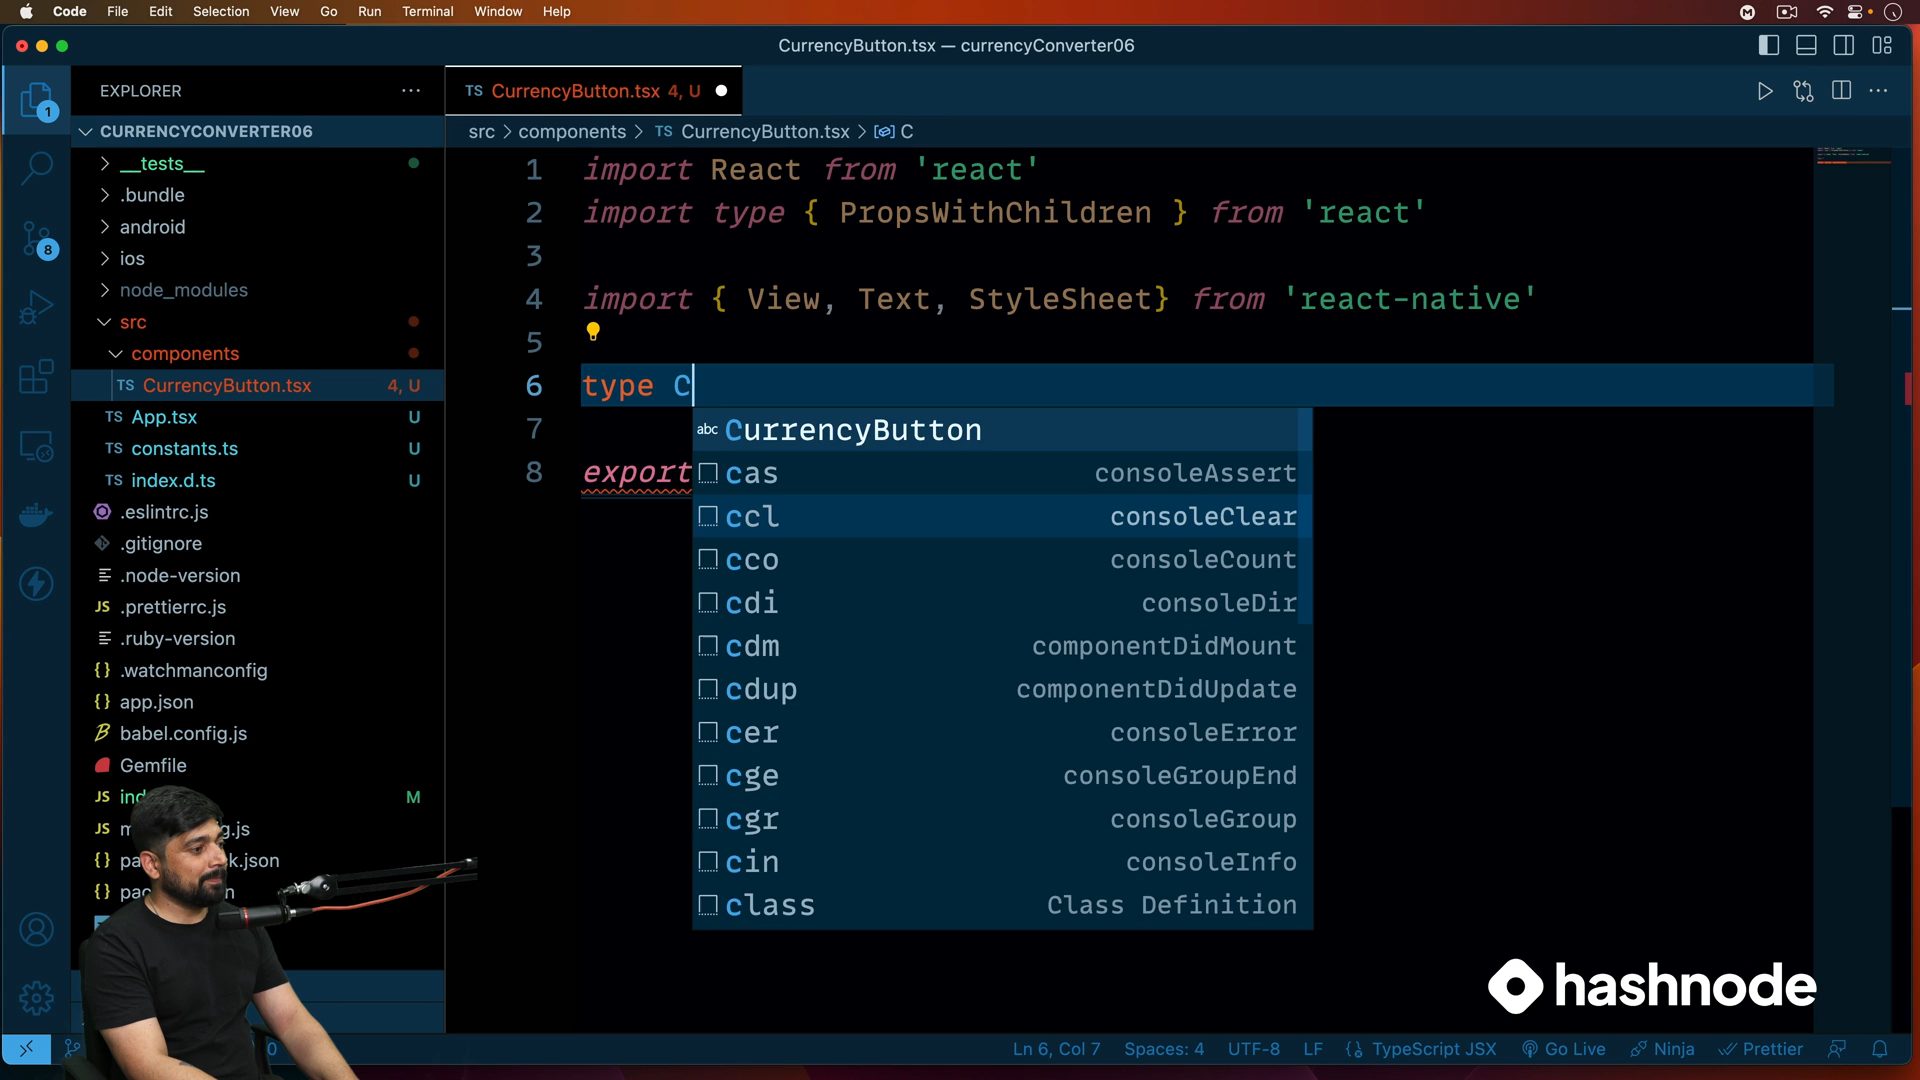 Code File Edit Selection View Go Run Terminal Window Help
CurrencyButton.tsx — currencyConverter06
EXPLORER
CURRENCYCONVERTER06
__tests__
.bundle
android
ios
node_modules
src
components
TS CurrencyButton.tsx 4, U
TS App.tsx U
TS constants.ts U
TS index.d.ts U
.eslintrc.js
.gitignore
.node-version
JS .prettierrc.js
.ruby-version
{} .watchmanconfig
{} app.json
babel.config.js
Gemfile
JS M
JS
{}
{}
1
8
TS CurrencyButton.tsx 4, U
src > components > TS CurrencyButton.tsx > C
1 import React from 'react'
2 import type { PropsWithChildren } from 'react'
3
4 import { View, Text, StyleSheet} from 'react-native'
5
6 type C
7
8 export
abc CurrencyButton
cas consoleAssert
ccl consoleClear
cco consoleCount
cdi consoleDir
cdm componentDidMount
cdup componentDidUpdate
cer consoleError
cge consoleGroupEnd
cgr consoleGroup
cin consoleInfo
class Class Definition
hashnode
0 Ln 6, Col 7 Spaces: 4 UTF-8 LF {} TypeScript JSX Go Live Ninja Prettier